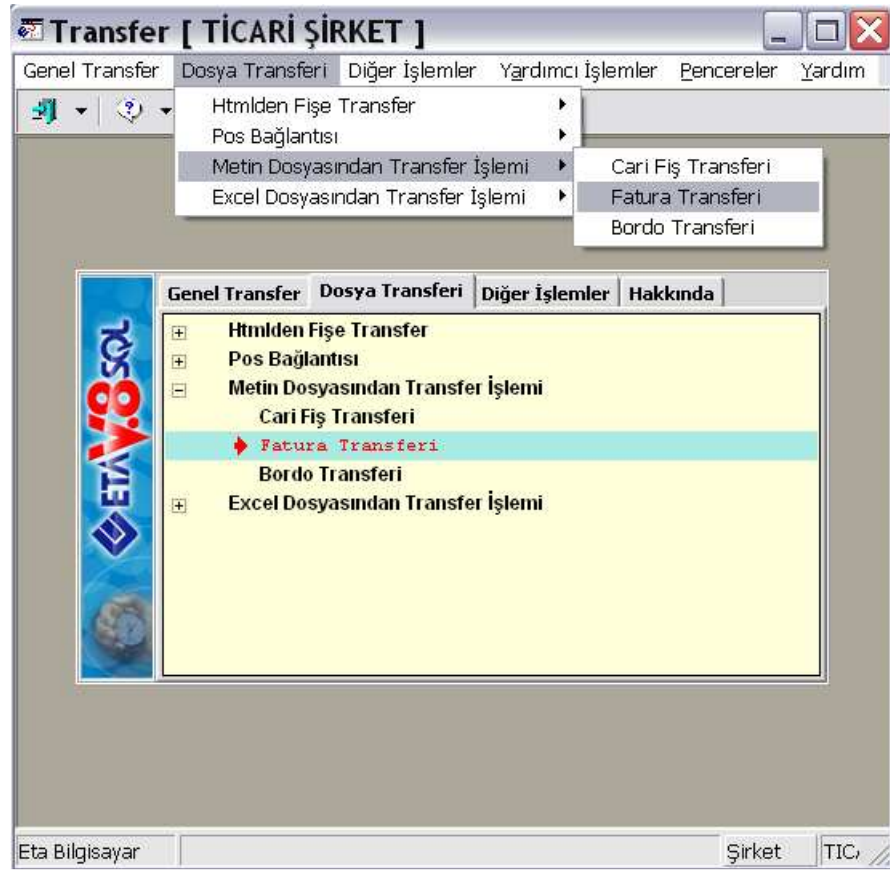 Transfer [ TİCARİ ŞİRKET ]
Genel Transfer Dosya Transferi Diğer İşlemler Yardımcı İşlemler Pencereler Yardım
Htmlden Fişe Transfer
Pos Bağlantısı
Metin Dosyasından Transfer İşlemi
Excel Dosyasından Transfer İşlemi
Cari Fiş Transferi
Fatura Transferi
Bordo Transferi
Genel Transfer Dosya Transferi Diğer İşlemler Hakkında
Htmlden Fişe Transfer
Pos Bağlantısı
Metin Dosyasından Transfer İşlemi
Cari Fiş Transferi
Fatura Transferi
Bordo Transferi
Excel Dosyasından Transfer İşlemi
ETA V.8 SQL
Eta Bilgisayar Şirket TIC